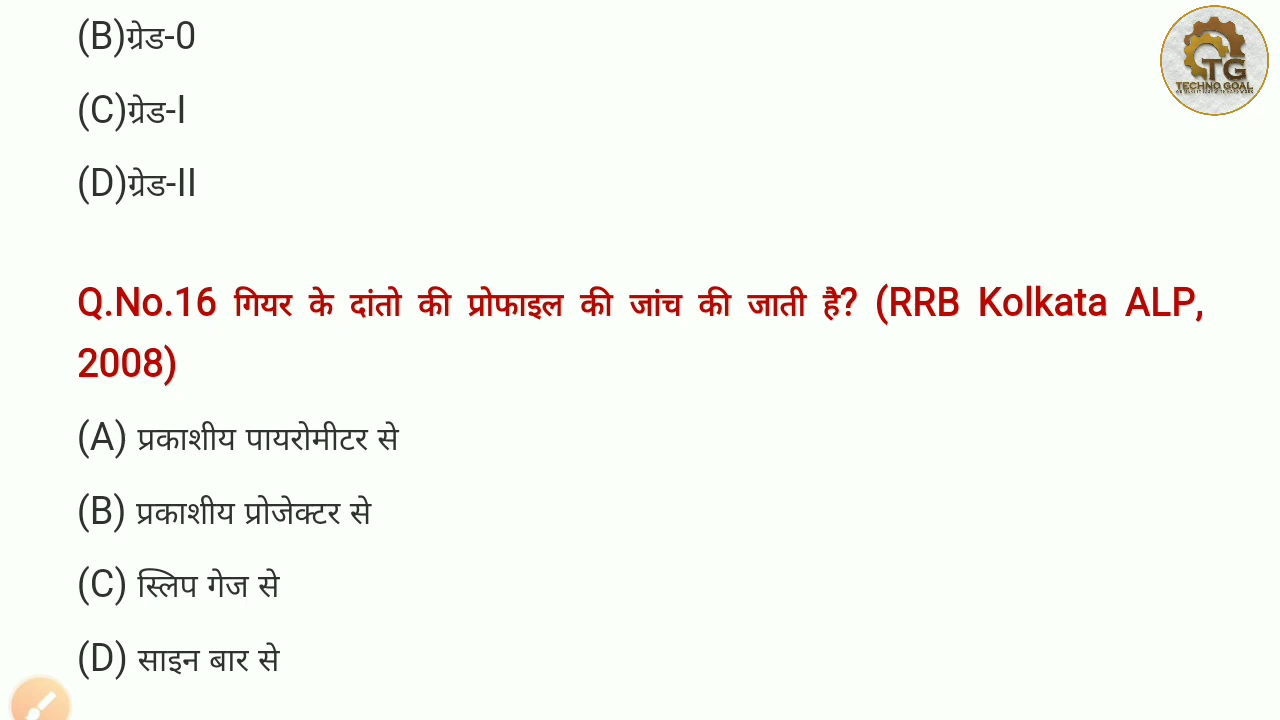 (B)ग्रेड-0
(C)ग्रेड-I
(D)ग्रेड-II
Q.No.16 गियर के दांतो की प्रोफाइल की जांच की जाती है? (RRB Kolkata ALP,
2008)
(A) प्रकाशीय पायरोमीटर से
(B) प्रकाशीय प्रोजेक्टर से
(C) स्लिप गेज से
(D) साइन बार से
TG
TECHNO GOAL